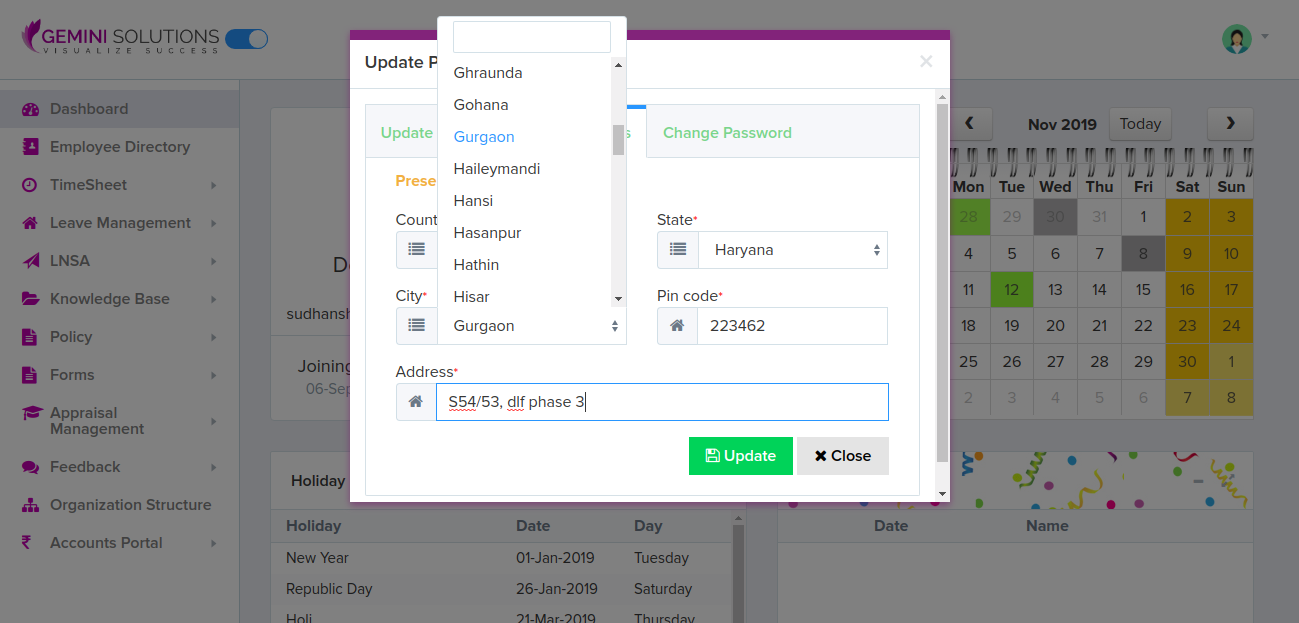 GEMINI SOLUTIONS
VISUALIZE SUCCESS
Dashboard
Employee Directory
TimeSheet
Leave Management
LNSA
Knowledge Base
Policy
Forms
Appraisal
Management
Feedback
Organization Structure
Accounts Portal
Update P
Update
s
Change Password
Prese
Count
Ghraunda
Gohana
Gurgaon
Haileymandi
Hansi
Hasanpur
Hathin
Hisar
State*
Haryana
City*
Gurgaon
Pin code*
223462
Address*
S54/53, dlf phase 3
Update
Close
D
sudhansh
Joining
06-Sep
Nov 2019
Today
Mon Tue Wed Thu Fri Sat Sun
28 29 30 31 1 2 3
4 5 6 7 8 9 10
11 12 13 14 15 16 17
18 19 20 21 22 23 24
25 26 27 28 29 30 1
2 3 4 5 6 7 8
Holiday
Holiday Date Day
New Year 01-Jan-2019 Tuesday
Republic Day 26-Jan-2019 Saturday
Holi 21-Mar-2019 Thursday
Date Name